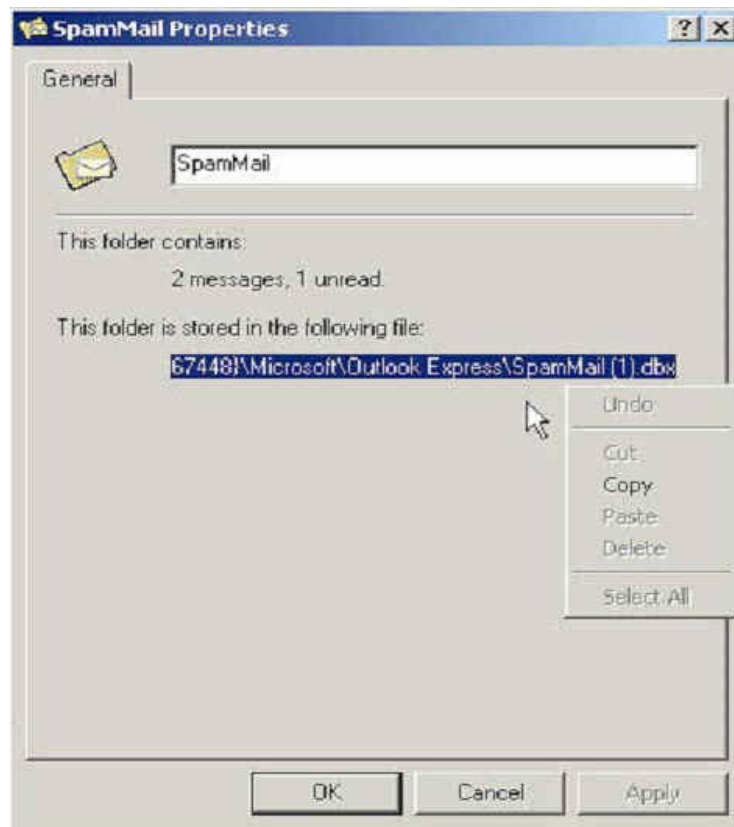 SpamMail Properties
? X
General
SpamMail
This folder contains:
2 messages, 1 unread.
This folder is stored in the following file:
67448}\Microsoft\Outlook Express\SpamMail (1).dbx
Undo
Cut
Copy
Paste
Delete
Select All
OK Cancel Apply